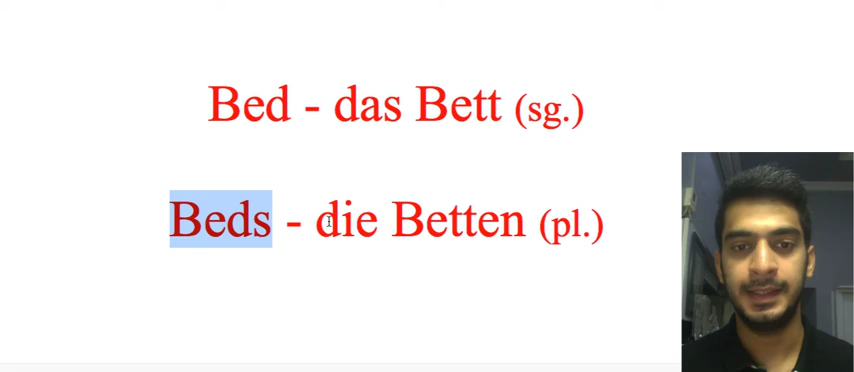 Bed - das Bett (sg.)
Beds - die Betten (pl.)